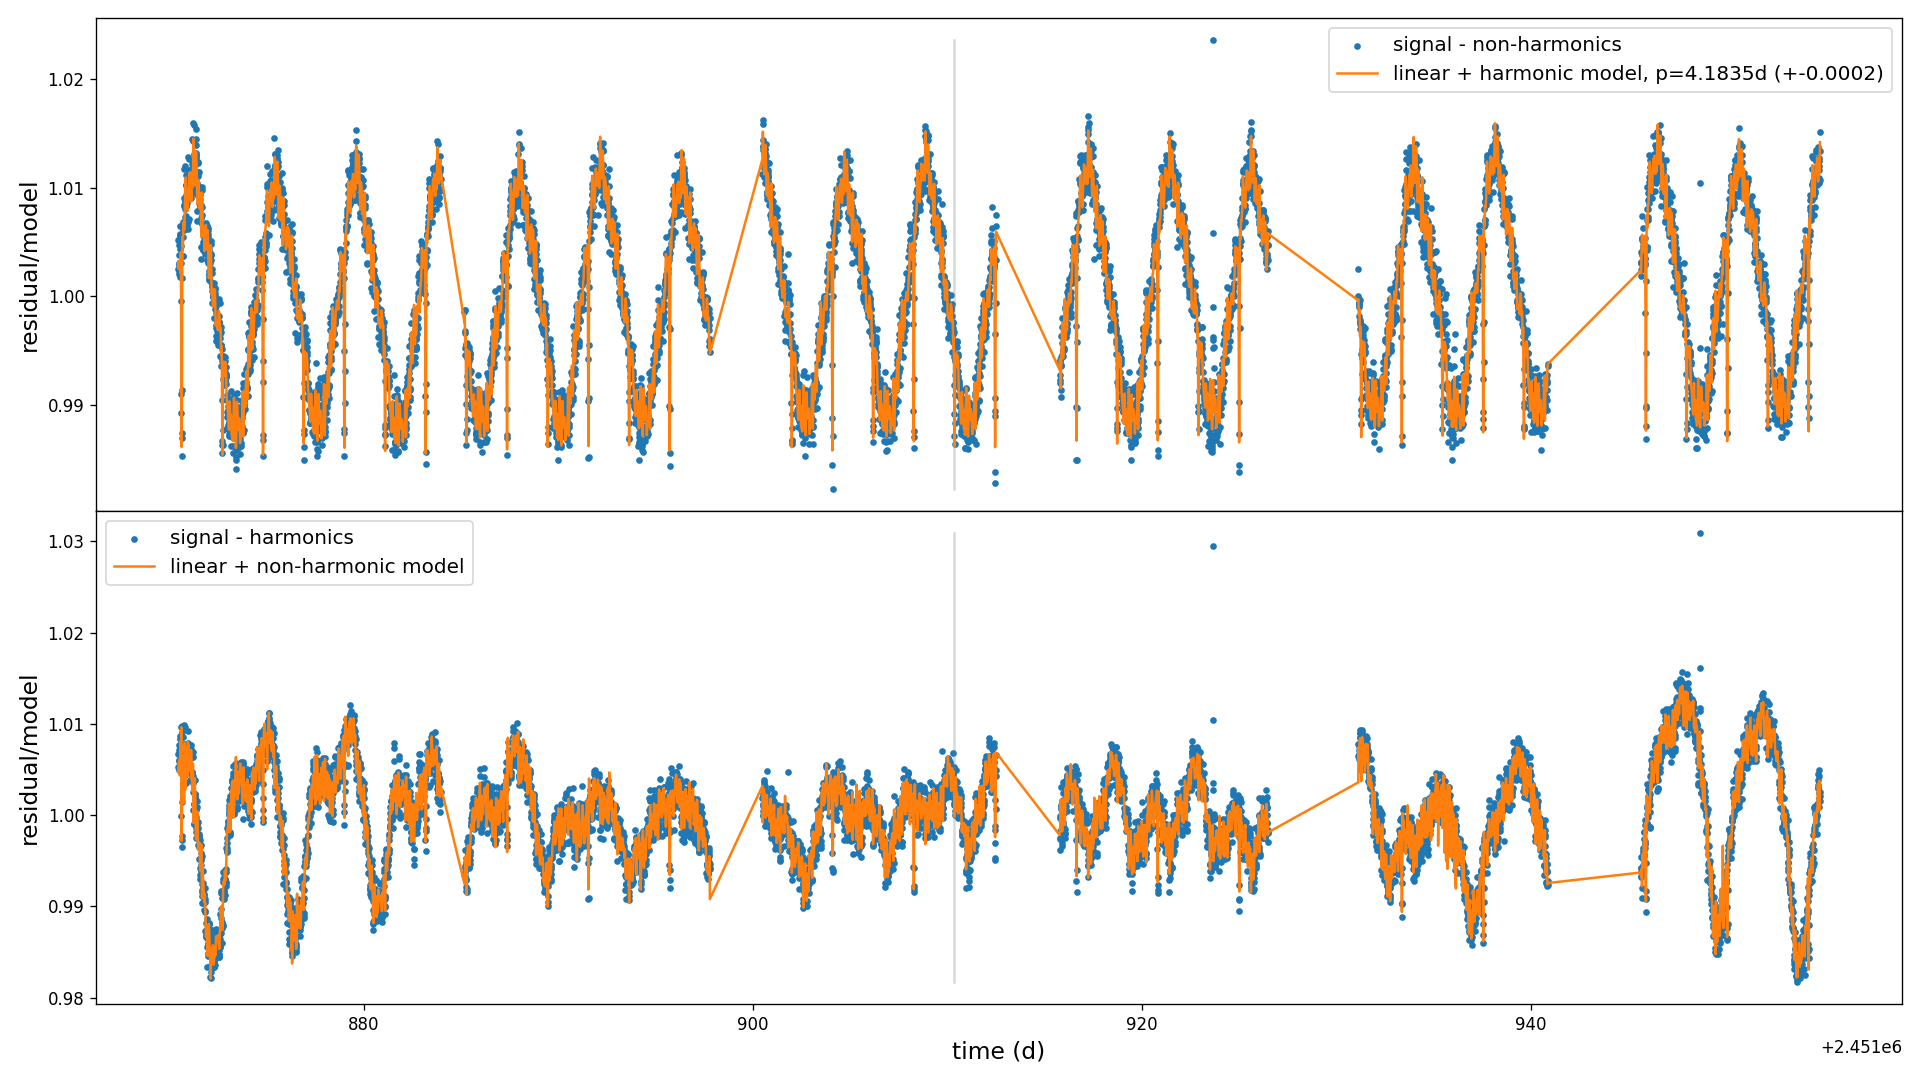 signal - non-harmonics
linear + harmonic model, p=4.1835d (+-0.0002)
1.02
1.01
1.00
0.99
residual/model
signal - harmonics
linear + non-harmonic model
1.03
1.02
1.01
1.00
0.99
0.98
residual/model
880
900
920
940
time (d)
+2.451e6